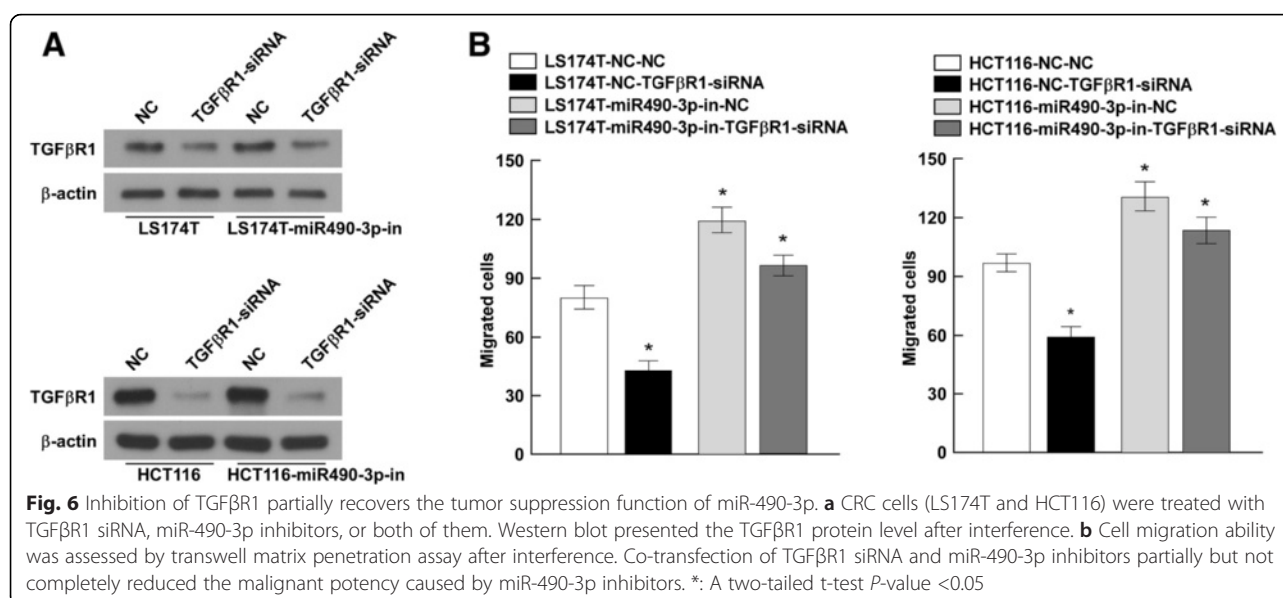 A
NC
TGFβR1-siRNA
NC
TGFβR1-siRNA
TGFβR1
β-actin
LS174T
LS174T-miR490-3p-in
NC
TGFβR1-siRNA
NC
TGFβR1-siRNA
TGFβR1
β-actin
HCT116
HCT116-miR490-3p-in
B
LS174T-NC-NC
LS174T-NC-TGFβR1-siRNA
LS174T-miR490-3p-in-NC
LS174T-miR490-3p-in-TGFβR1-siRNA
150
120
90
60
30
0
Migrated cells
*
*
*
HCT116-NC-NC
HCT116-NC-TGFβR1-siRNA
HCT116-miR490-3p-in-NC
HCT116-miR490-3p-in-TGFβR1-siRNA
150
120
90
60
30
0
Migrated cells
*
*
*
Fig. 6 Inhibition of TGFβR1 partially recovers the tumor suppression function of miR-490-3p. a CRC cells (LS174T and HCT116) were treated with
TGFβR1 siRNA, miR-490-3p inhibitors, or both of them. Western blot presented the TGFβR1 protein level after interference. b Cell migration ability
was assessed by transwell matrix penetration assay after interference. Co-transfection of TGFβR1 siRNA and miR-490-3p inhibitors partially but not
completely reduced the malignant potency caused by miR-490-3p inhibitors. *: A two-tailed t-test P-value <0.05